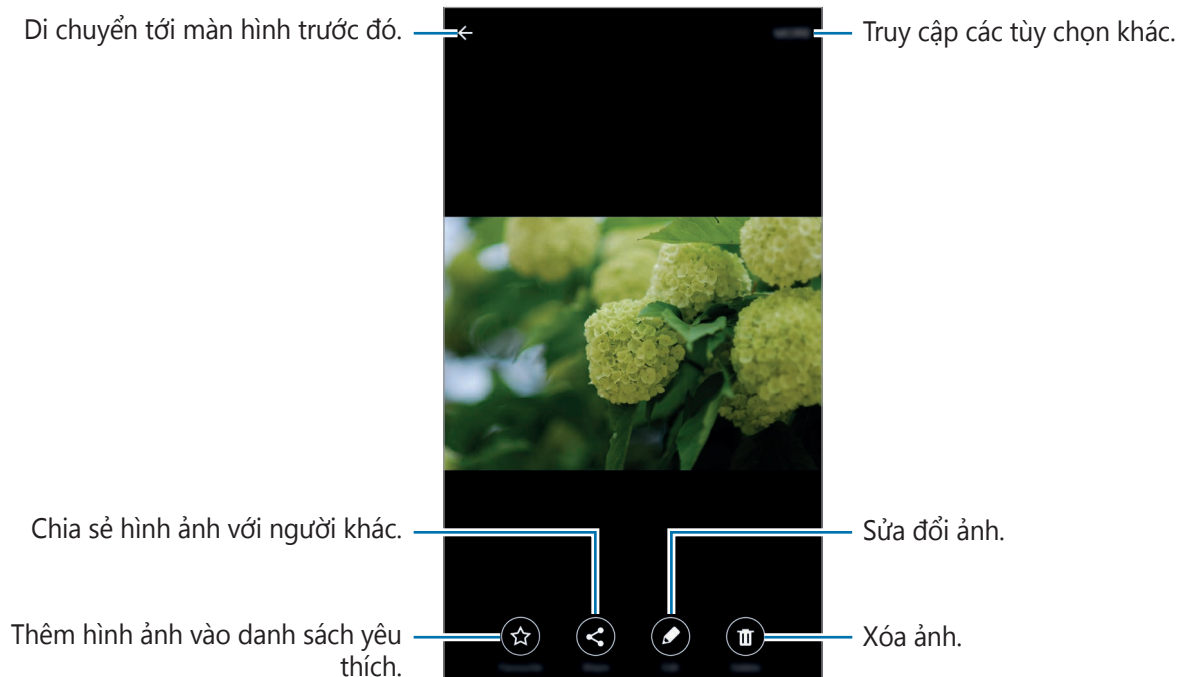 Di chuyển tới màn hình trước đó.
Truy cập các tùy chọn khác.
Chia sẻ hình ảnh với người khác.
Sửa đổi ảnh.
Thêm hình ảnh vào danh sách yêu
thích.
Xóa ảnh.